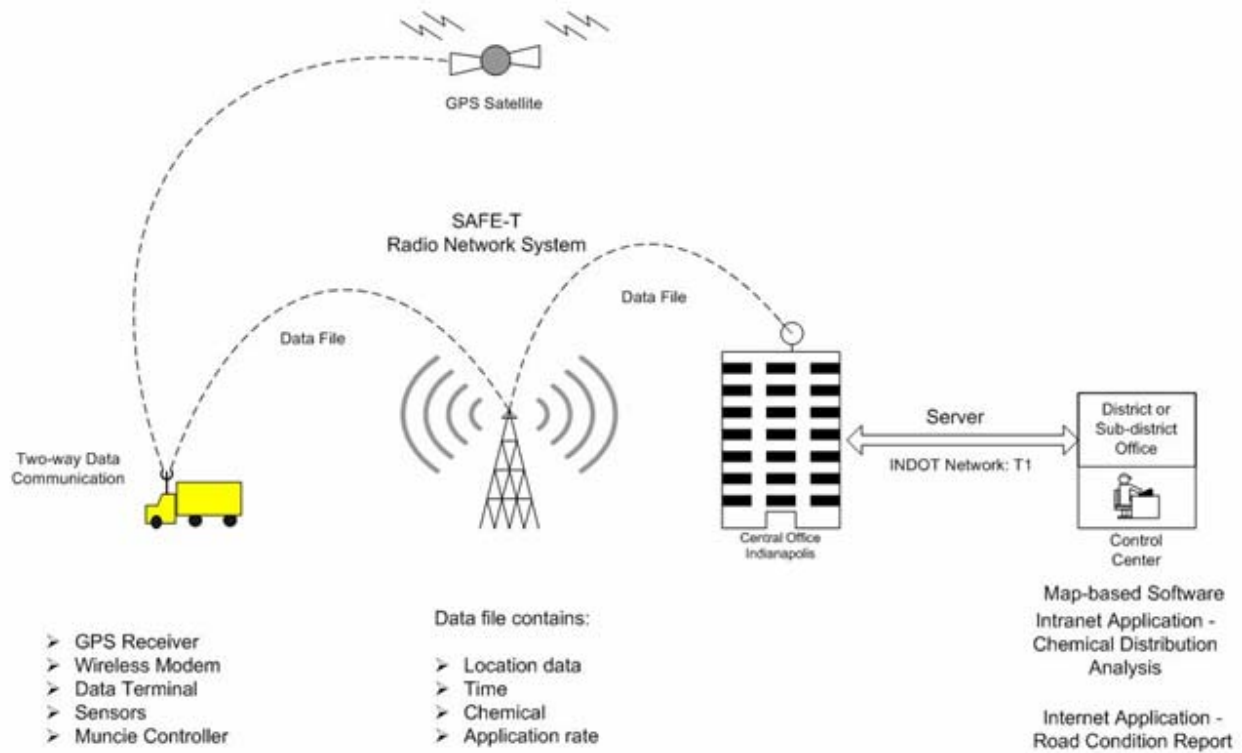 GPS Satellite
SAFE-T
Radio Network System
Data File
Data File
Two-way Data
Communication
Server
INDOT Network: T1
District or
Sub-district
Office
Central Office
Indianapolis
Control
Center
Map-based Software
Intranet Application -
Chemical Distribution
Analysis
Internet Application -
Road Condition Report
➢ GPS Receiver
➢ Wireless Modem
➢ Data Terminal
➢ Sensors
➢ Muncie Controller
Data file contains:
➢ Location data
➢ Time
➢ Chemical
➢ Application rate